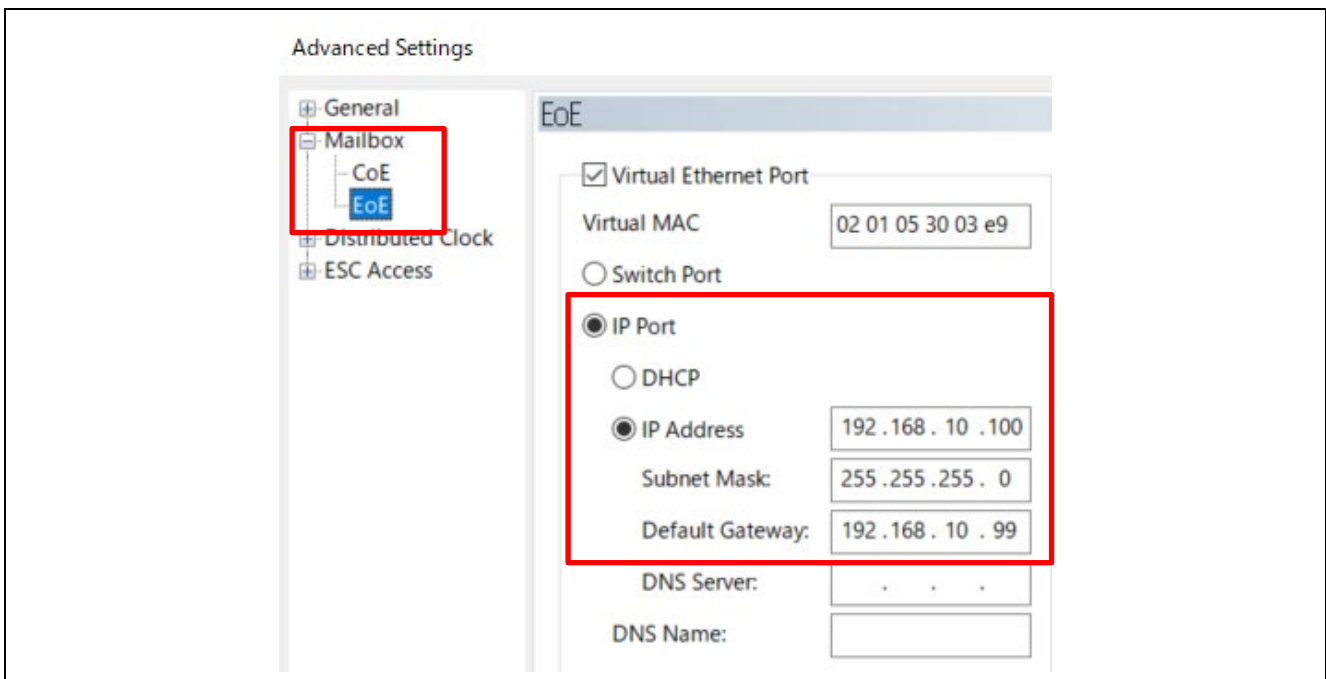 Advanced Settings
General
Mailbox
CoE
EoE
Distributed Clock
ESC Access
EoE
Virtual Ethernet Port
Virtual MAC 02 01 05 30 03 e9
Switch Port
IP Port
DHCP
IP Address 192 .168 . 10 .100
Subnet Mask: 255 .255 .255 . 0
Default Gateway: 192 .168 . 10 . 99
DNS Server: . . .
DNS Name: